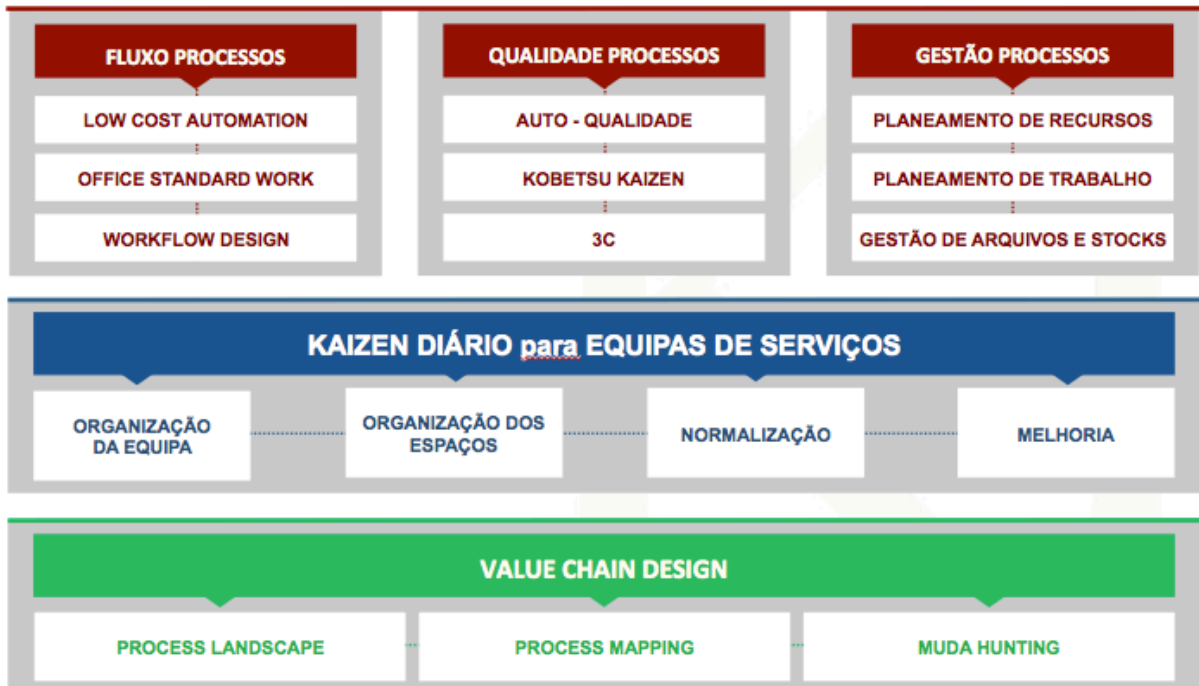 FLUXO PROCESSOS
LOW COST AUTOMATION
OFFICE STANDARD WORK
WORKFLOW DESIGN
QUALIDADE PROCESSOS
AUTO - QUALIDADE
KOBETSU KAIZEN
3C
GESTÃO PROCESSOS
PLANEAMENTO DE RECURSOS
PLANEAMENTO DE TRABALHO
GESTÃO DE ARQUIVOS E STOCKS
KAIZEN DIÁRIO para EQUIPAS DE SERVIÇOS
ORGANIZAÇÃO
DA EQUIPA
ORGANIZAÇÃO DOS
ESPAÇOS
NORMALIZAÇÃO
MELHORIA
VALUE CHAIN DESIGN
PROCESS LANDSCAPE
PROCESS MAPPING
MUDA HUNTING